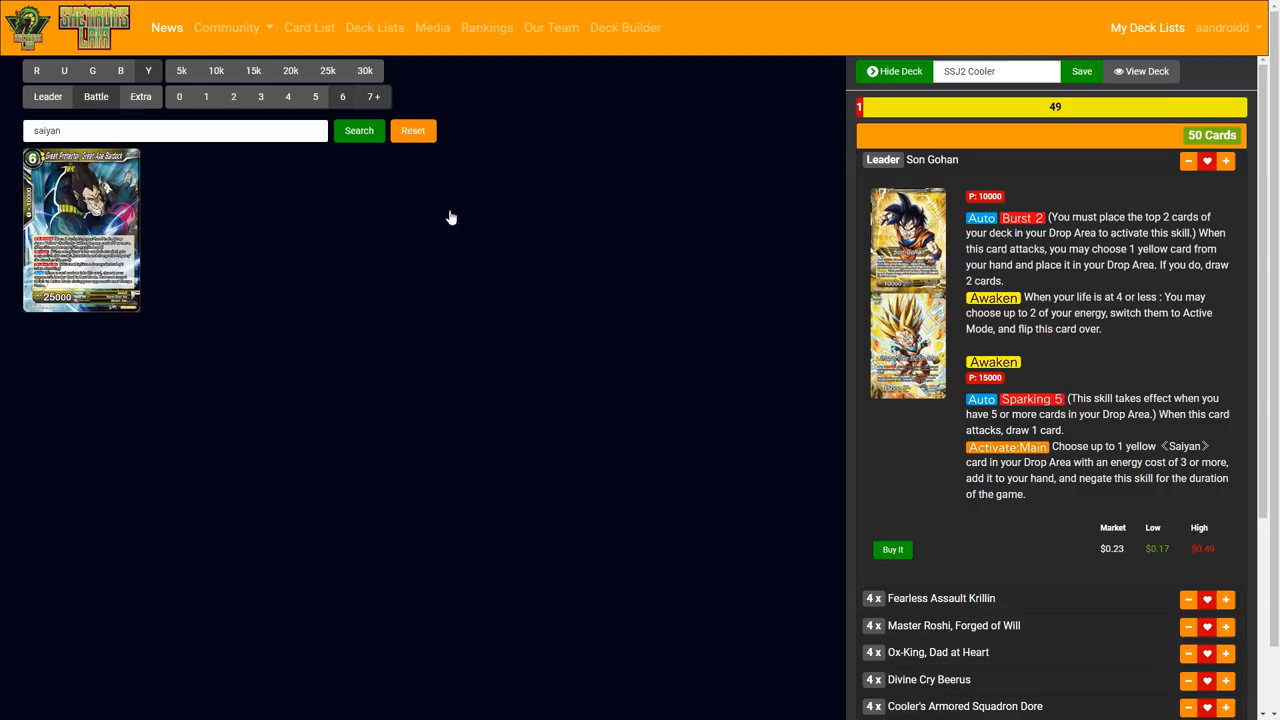 SHENRONS
LAIR
News
Community
Card List
Deck Lists
Media
Rankings
Our Team
Deck Builder
My Deck Lists
aandroidd
R U G B Y
5k 10k 15k 20k 25k 30k
Hide Deck
SSJ2 Cooler
Save
View Deck
Leader Battle Extra
0 1 2 3 4 5 6 7 +
1
49
saiyan
Search
Reset
50 Cards
6
Great Protector Great Ape Bardock
25000
Leader Son Gohan
P: 10000
Auto Burst 2 (You must place the top 2 cards of
your deck in your Drop Area to activate this skill.) When
this card attacks, you may choose 1 yellow card from
your hand and place it in your Drop Area. If you do, draw
2 cards.
Awaken When your life is at 4 or less : You may
choose up to 2 of your energy, switch them to Active
Mode, and flip this card over.
Awaken
P: 15000
Auto Sparking 5 (This skill takes effect when you
have 5 or more cards in your Drop Area.) When this card
attacks, draw 1 card.
Activate:Main Choose up to 1 yellow 《Saiyan》
card in your Drop Area with an energy cost of 3 or more,
add it to your hand, and negate this skill for the duration
of the game.
Market Low High
Buy It
$0.23 $0.17 $0.49
4 x Fearless Assault Krillin
4 x Master Roshi, Forged of Will
4 x Ox-King, Dad at Heart
4 x Divine Cry Beerus
4 x Cooler's Armored Squadron Dore